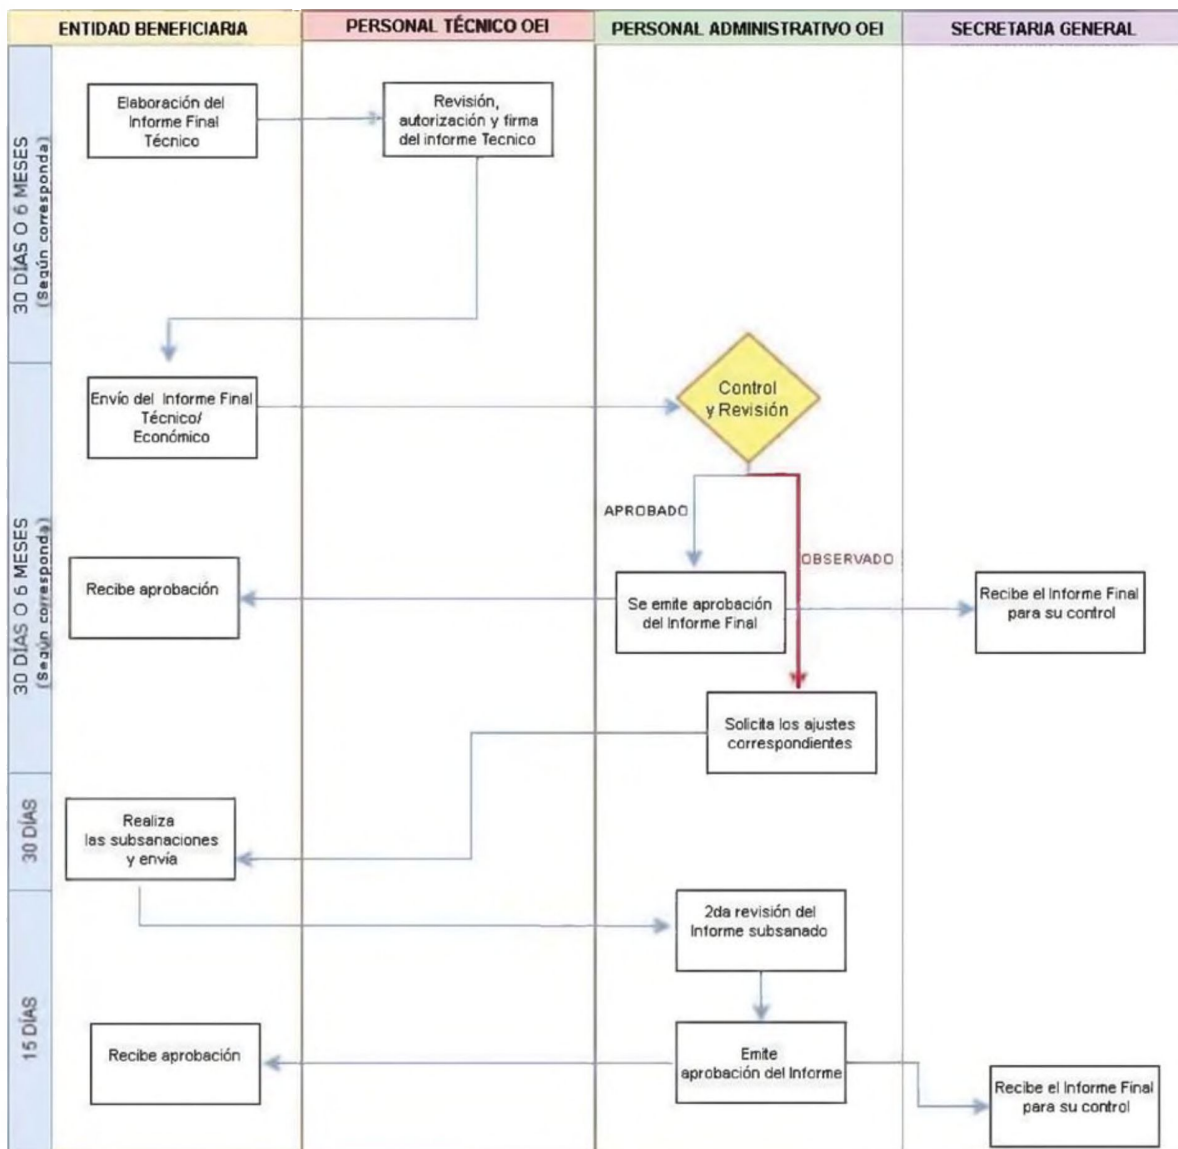 ENTIDAD BENEFICIARIA
PERSONAL TÉCNICO OEI
PERSONAL ADMINISTRATIVO OEI
SECRETARIA GENERAL
30 DÍAS O 6 MESES
(Según corresponda)
Elaboración del
Informe Final
Técnico
Revisión,
autorización y firma
del informe Tecnico
30 DÍAS O 6 MESES
(Según corresponda)
Envío del Informe Final
Técnico/
Económico
Control
y Revisión
APROBADO
OBSERVADO
Recibe aprobación
Se emite aprobación
del Informe Final
Recibe el Informe Final
para su control
Solicita los ajustes
correspondientes
30 DÍAS
Realiza
las subsanaciones
y envía
15 DÍAS
2da revisión del
Informe subsanado
Recibe aprobación
Emite
aprobación del Informe
Recibe el Informe Final
para su control